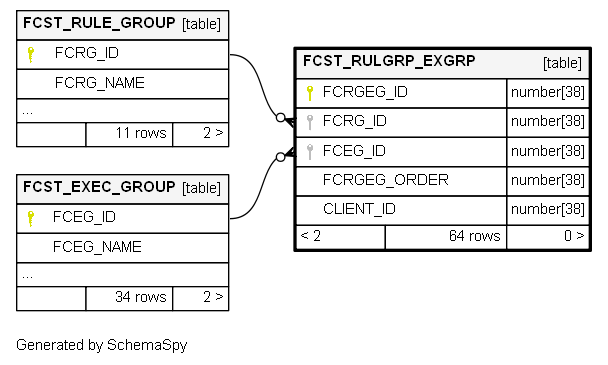 FCST_RULE_GROUP [table]
FCRG_ID
FCRG_NAME
...
11 rows 2 >
FCST_EXEC_GROUP [table]
FCEG_ID
FCEG_NAME
...
34 rows 2 >
FCST_RULGRP_EXGRP [table]
FCRGEG_ID number[38]
FCRG_ID number[38]
FCEG_ID number[38]
FCRGEG_ORDER number[38]
CLIENT_ID number[38]
< 2 64 rows 0 >
Generated by SchemaSpy